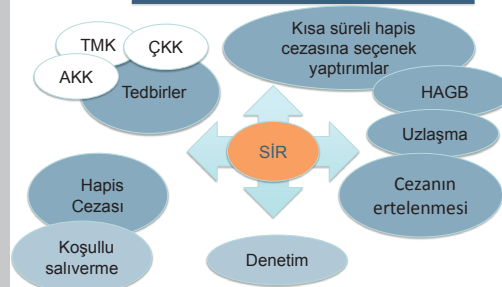 TMK
ÇKK
AKK
Tedbirler
Kısa süreli hapis
cezasına seçenek
yaptırımlar
HAGB
Uzlaşma
Cezanın
ertelenmesi
SİR
Hapis
Cezası
Koşullu
salıverme
Denetim